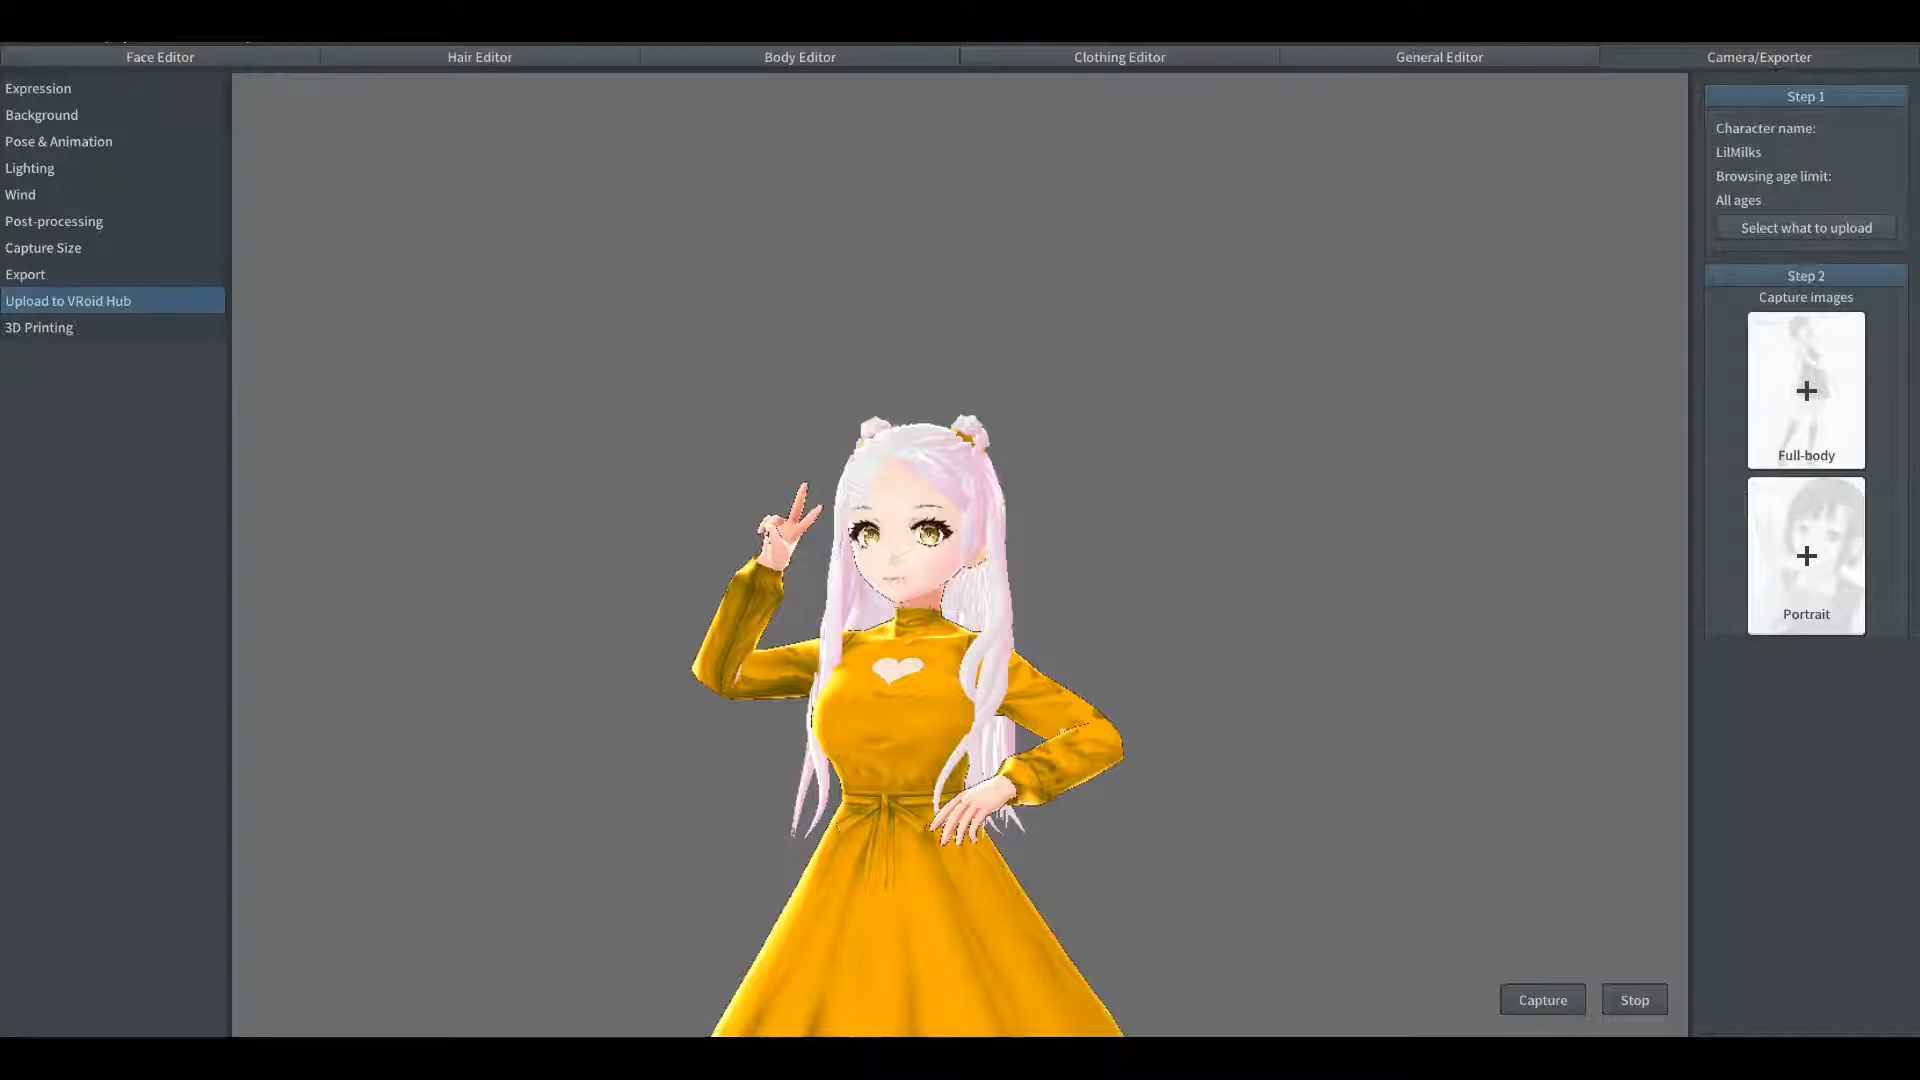 Face Editor
Hair Editor
Body Editor
Clothing Editor
General Editor
Camera/Exporter
Expression
Background
Pose & Animation
Lighting
Wind
Post-processing
Capture Size
Export
Upload to VRoid Hub
3D Printing
Step 1
Character name:
LilMilks
Browsing age limit:
All ages
Select what to upload
Step 2
Capture images
Full-body
Portrait
Capture
Stop